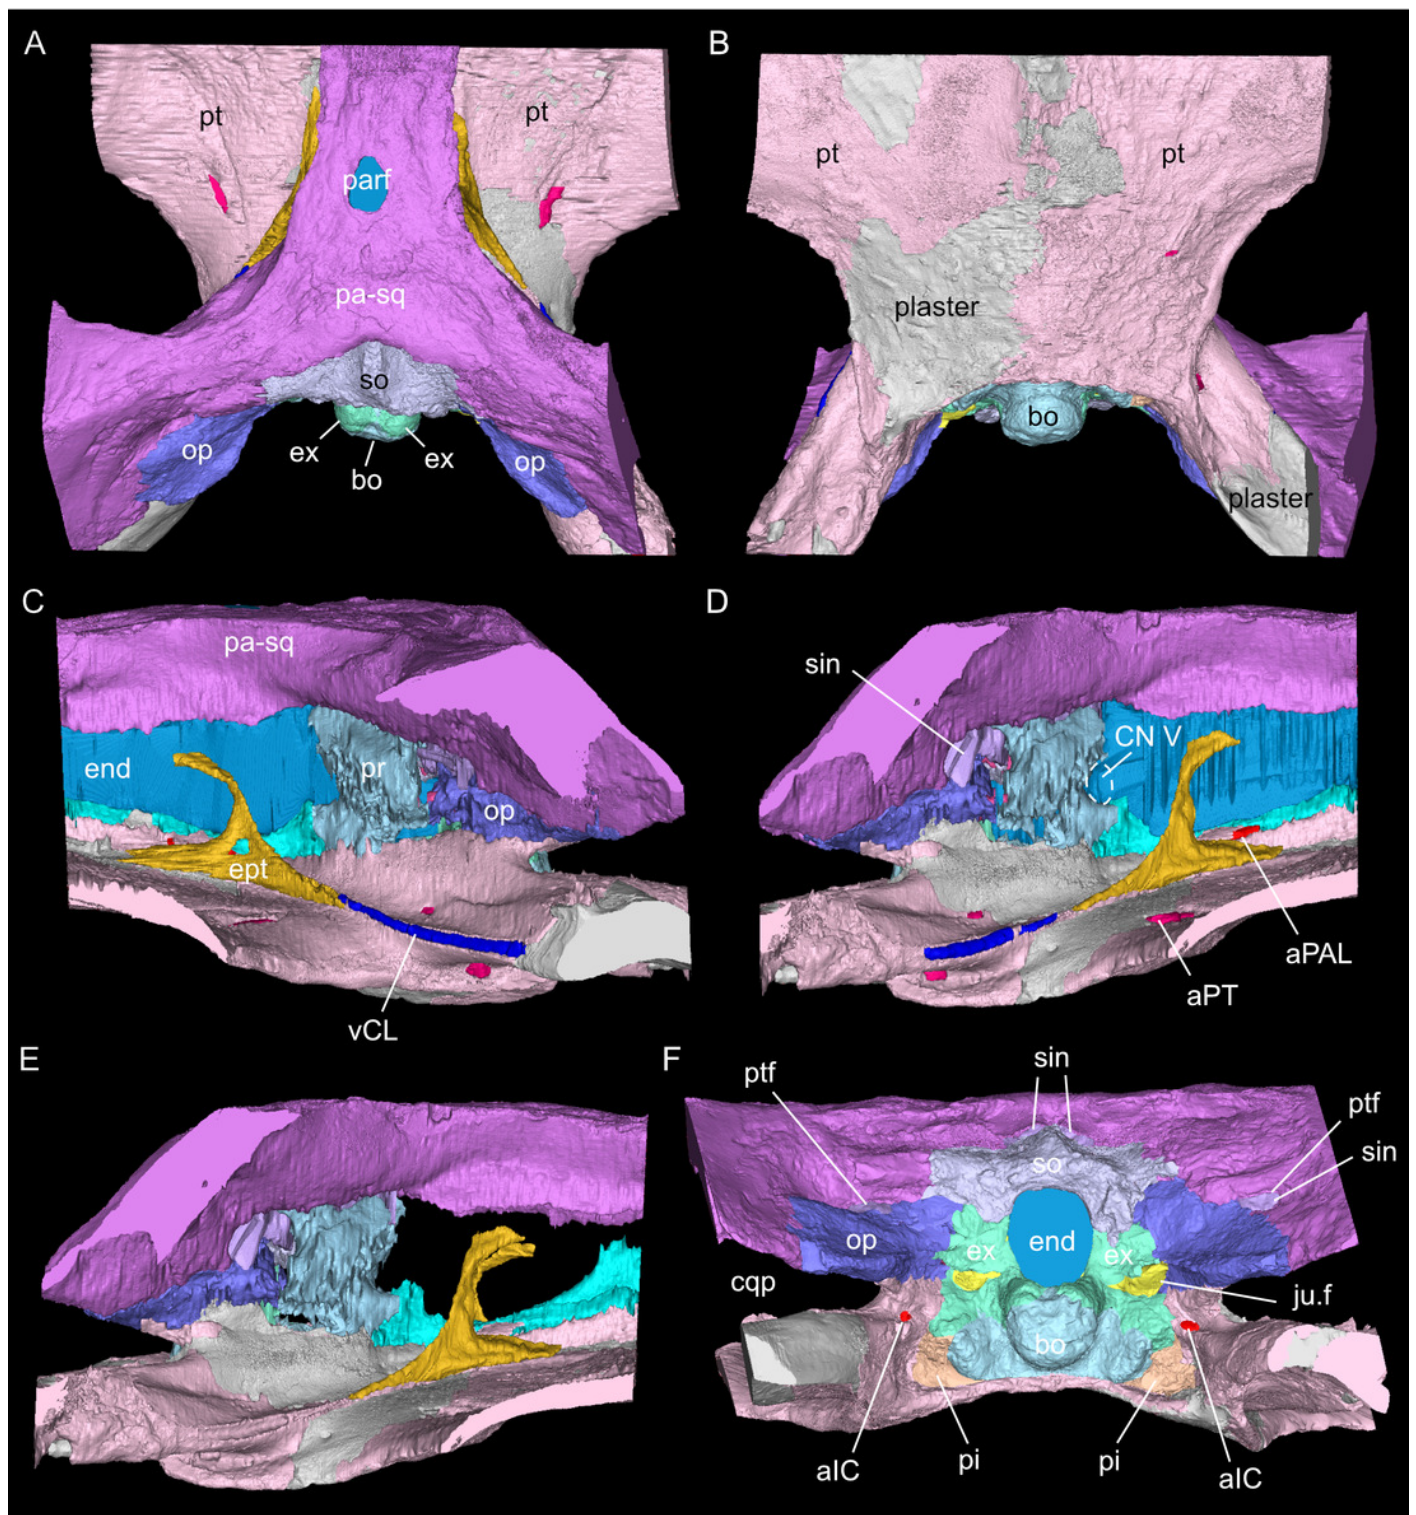 A
pt
pt
parf
pa-sq
so
op
op
ex
ex
bo
B
pt
pt
plaster
bo
plaster
C
pa-sq
end
pr
op
ept
vCL
D
sin
CN V
aPAL
aPT
E
F
sin
ptf
ptf
sin
so
op
ex
end
ex
cqp
ju.f
bo
aIC
pi
pi
aIC